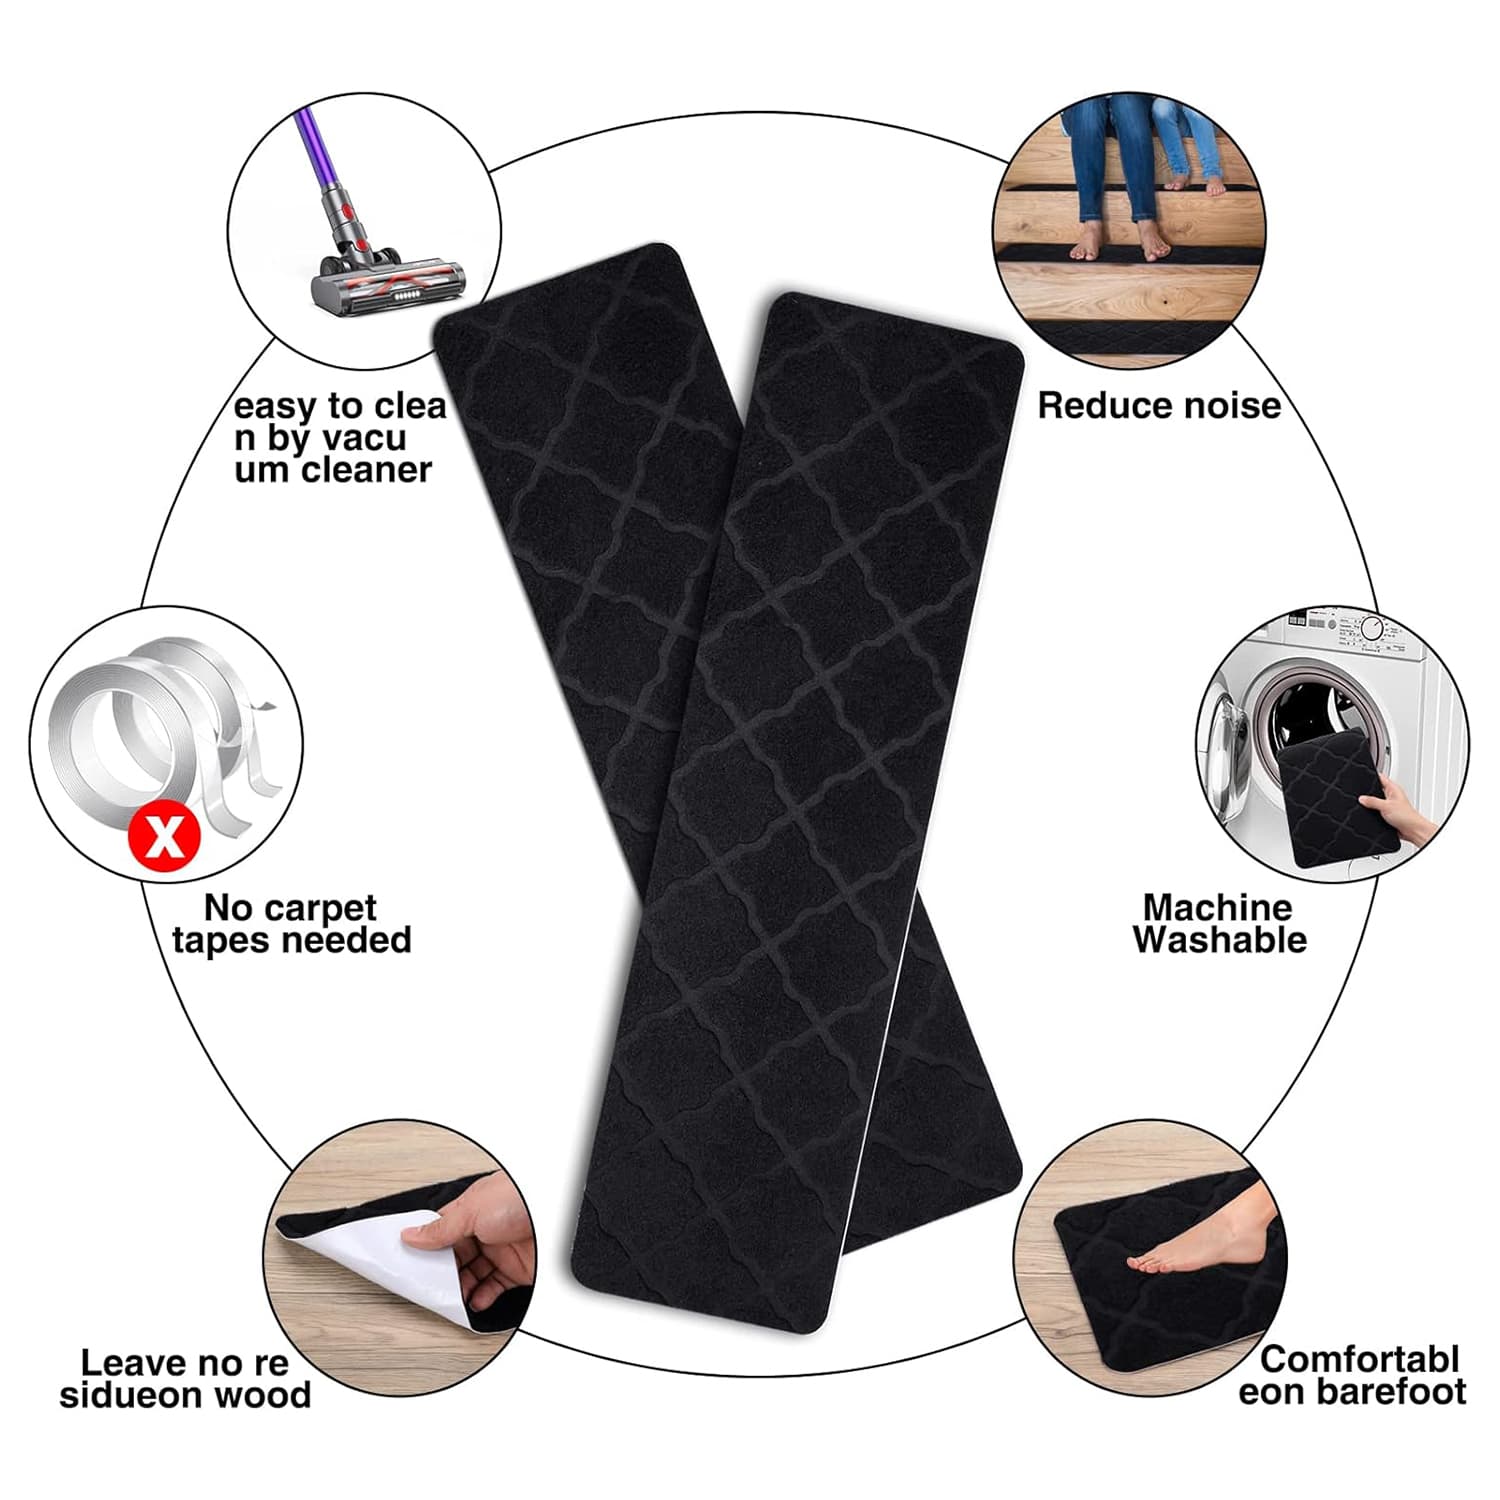 easy to clea
n by vacu
um cleaner
Reduce noise
X
No carpet
tapes needed
Machine
Washable
Leave no re
sidueon wood
Comfortabl
eon barefoot